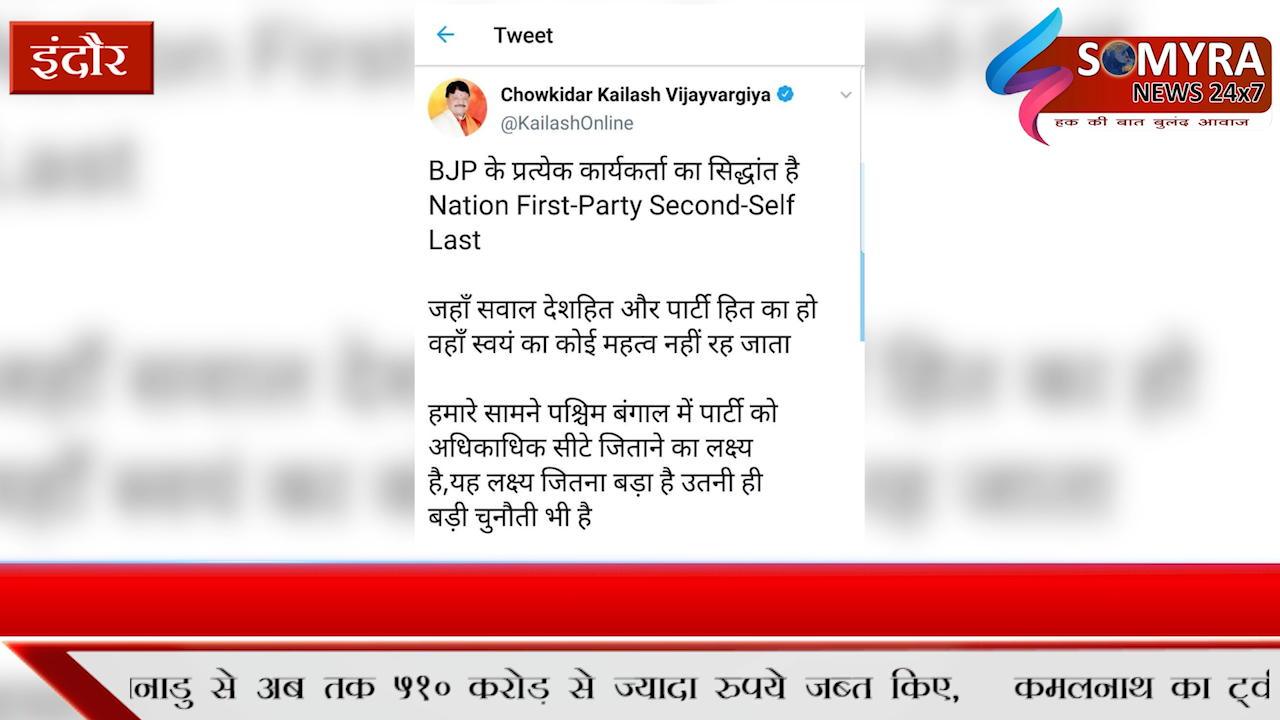 इंदौर
SOMYRA
NEWS 24x7
हक की बात बुलंद आवाज
Tweet
Chowkidar Kailash Vijayvargiya
@KailashOnline
BJP के प्रत्येक कार्यकर्ता का सिद्धांत है
Nation First-Party Second-Self
Last
जहाँ सवाल देशहित और पार्टी हित का हो
वहाँ स्वयं का कोई महत्व नहीं रह जाता
हमारे सामने पश्चिम बंगाल में पार्टी को
अधिकाधिक सीटे जिताने का लक्ष्य
है,यह लक्ष्य जितना बड़ा है उतनी ही
बड़ी चुनौती भी है
से अब तक ५१० करोड़ से ज्यादा रुपये जब्त किए, कमलनाथ का